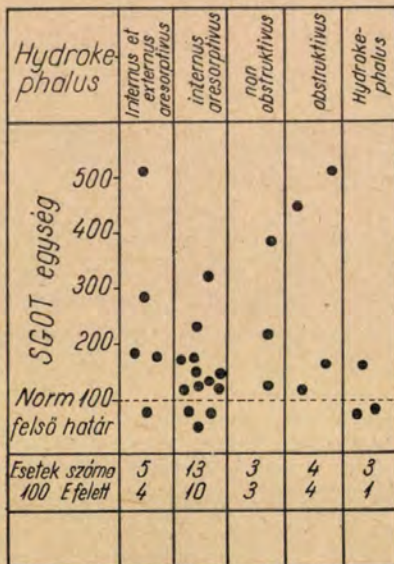 Hydroke-
phalus
Internus et
externus
aresorptivus
internus
aresorptivus
non
obstruktivus
obstruktivus
Hydroke-
phalus
SGOT egység
500
400
300
200
Norm 100
felső határ
Esetek száma 5 13 3 4 3
100 E felett 4 10 3 4 1